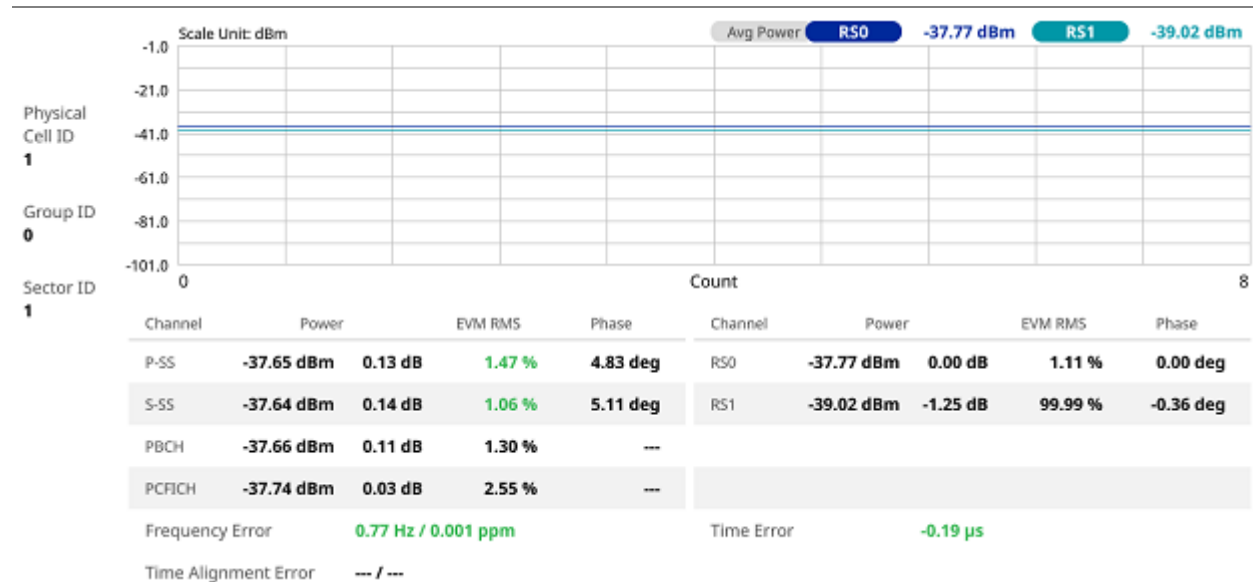 Scale Unit: dBm
Avg Power RS0 -37.77 dBm RS1 -39.02 dBm
-1.0
-21.0
-41.0
-61.0
-81.0
-101.0
0 Count 8
Physical
Cell ID
1
Group ID
0
Sector ID
1
Channel Power EVM RMS Phase
P-SS -37.65 dBm 0.13 dB 1.47 % 4.83 deg
S-SS -37.64 dBm 0.14 dB 1.06 % 5.11 deg
PBCH -37.66 dBm 0.11 dB 1.30 % ---
PCFICH -37.74 dBm 0.03 dB 2.55 % ---
Channel Power EVM RMS Phase
RS0 -37.77 dBm 0.00 dB 1.11 % 0.00 deg
RS1 -39.02 dBm -1.25 dB 99.99 % -0.36 deg
Frequency Error 0.77 Hz / 0.001 ppm
Time Error -0.19 µs
Time Alignment Error --- / ---